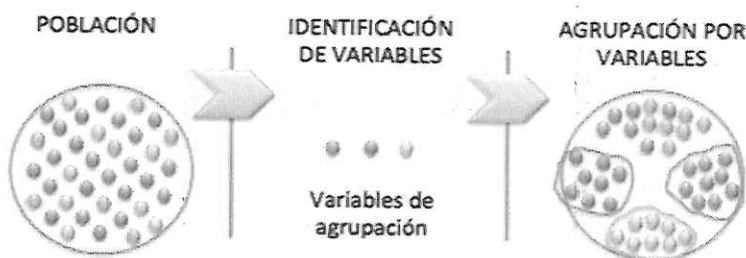 POBLACIÓN
IDENTIFICACIÓN
DE VARIABLES
AGRUPACIÓN POR
VARIABLES
Variables de
agrupación